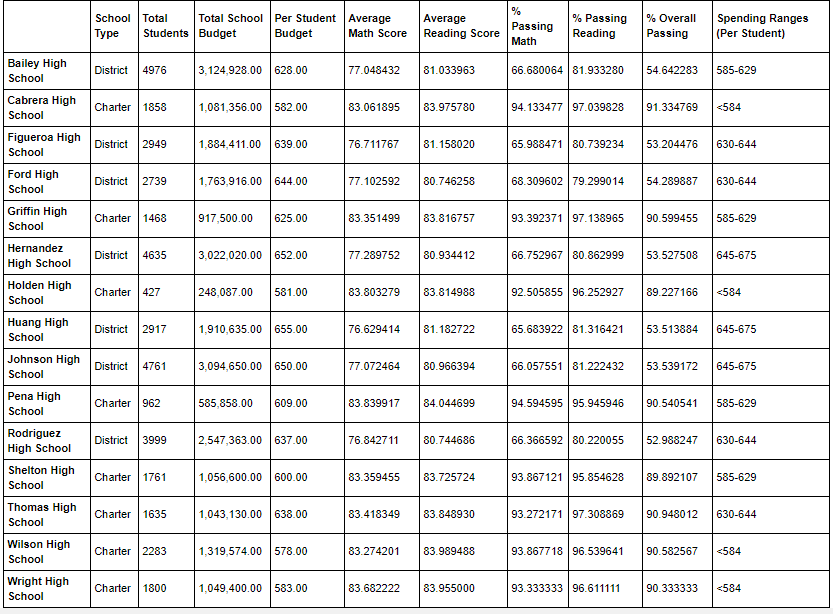 School Type Total Students Total School Budget Per Student Budget Average Math Score Average Reading Score % Passing Math % Passing Reading % Overall Passing Spending Ranges (Per Student)
Bailey High School District 4976 3,124,928.00 628.00 77.048432 81.033963 66.680064 81.933280 54.642283 585-629
Cabrera High School Charter 1858 1,081,356.00 582.00 83.061895 83.975780 94.133477 97.039828 91.334769 <584
Figueroa High School District 2949 1,884,411.00 639.00 76.711767 81.158020 65.988471 80.739234 53.204476 630-644
Ford High School District 2739 1,763,916.00 644.00 77.102592 80.746258 68.309602 79.299014 54.289887 630-644
Griffin High School Charter 1468 917,500.00 625.00 83.351499 83.816757 93.392371 97.138965 90.599455 585-629
Hernandez High School District 4635 3,022,020.00 652.00 77.289752 80.934412 66.752967 80.862999 53.527508 645-675
Holden High School Charter 427 248,087.00 581.00 83.803279 83.814988 92.505855 96.252927 89.227166 <584
Huang High School District 2917 1,910,635.00 655.00 76.629414 81.182722 65.683922 81.316421 53.513884 645-675
Johnson High School District 4761 3,094,650.00 650.00 77.072464 80.966394 66.057551 81.222432 53.539172 645-675
Pena High School Charter 962 585,858.00 609.00 83.839917 84.044699 94.594595 95.945946 90.540541 585-629
Rodriguez High School District 3999 2,547,363.00 637.00 76.842711 80.744686 66.366592 80.220055 52.988247 630-644
Shelton High School Charter 1761 1,056,600.00 600.00 83.359455 83.725724 93.867121 95.854628 89.892107 585-629
Thomas High School Charter 1635 1,043,130.00 638.00 83.418349 83.848930 93.272171 97.308869 90.948012 630-644
Wilson High School Charter 2283 1,319,574.00 578.00 83.274201 83.989488 93.867718 96.539641 90.582567 <584
Wright High School Charter 1800 1,049,400.00 583.00 83.682222 83.955000 93.333333 96.611111 90.333333 <584